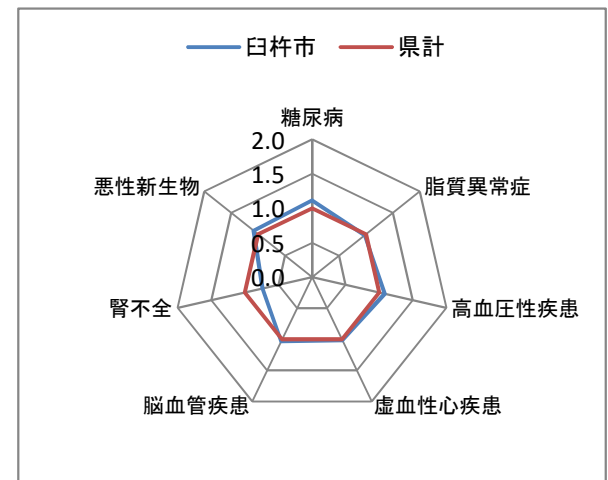 臼杵市 県計
糖尿病
2.0
1.5
1.0
0.5
0.0
脂質異常症
高血圧性疾患
虚血性心疾患
脳血管疾患
腎不全
悪性新生物